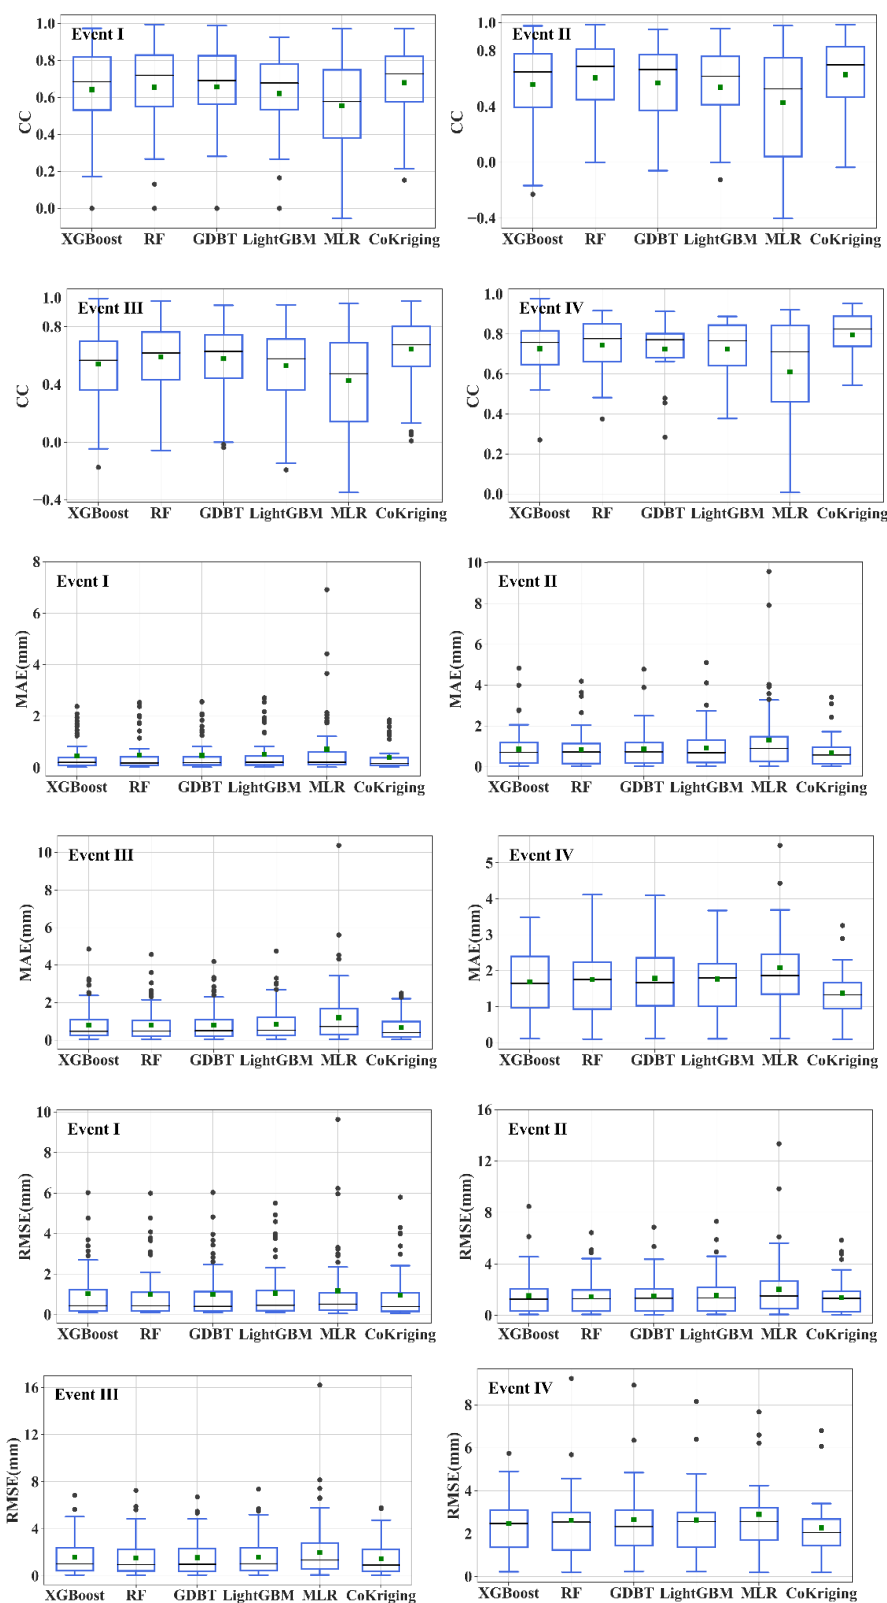 Event I
CC
1.0
0.8
0.6
0.4
0.2
0.0
XGBoost RF GDBT LightGBM MLR CoKriging
Event II
CC
1.0
0.8
0.4
0.0
−0.4
XGBoost RF GDBT LightGBM MLR CoKriging
Event III
CC
1.0
0.8
0.4
0.0
−0.4
XGBoost RF GDBT LightGBM MLR CoKriging
Event IV
CC
1.0
0.8
0.6
0.4
0.2
0.0
XGBoost RF GDBT LightGBM MLR CoKriging
Event I
MAE(mm)
8
6
4
2
0
XGBoost RF GDBT LightGBM MLR CoKriging
Event II
MAE(mm)
10
8
6
4
2
0
XGBoost RF GDBT LightGBM MLR CoKriging
Event III
MAE(mm)
10
8
6
4
2
0
XGBoost RF GDBT LightGBM MLR CoKriging
Event IV
MAE(mm)
5
4
3
2
1
0
XGBoost RF GDBT LightGBM MLR CoKriging
Event I
RMSE(mm)
10
8
6
4
2
0
XGBoost RF GDBT LightGBM MLR CoKriging
Event II
RMSE(mm)
16
12
8
4
0
XGBoost RF GDBT LightGBM MLR CoKriging
Event III
RMSE(mm)
16
12
8
4
0
XGBoost RF GDBT LightGBM MLR CoKriging
Event IV
RMSE(mm)
8
6
4
2
0
XGBoost RF GDBT LightGBM MLR CoKriging